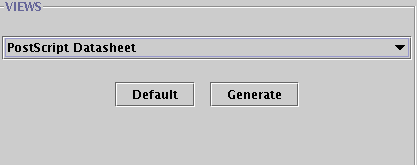 VIEWS
PostScript Datasheet
Default
Generate